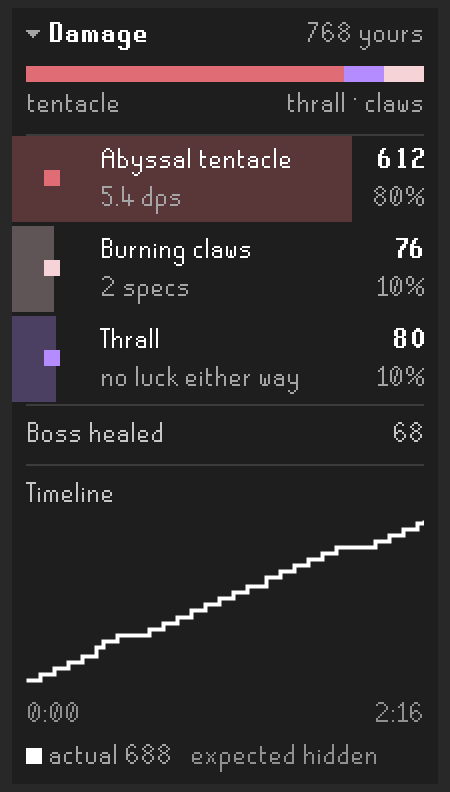 Damage 768 yours
tentacle thrall · claws
Abyssal tentacle 612
5.4 dps 80%
Burning claws 76
2 specs 10%
Thrall 80
no luck either way 10%
Boss healed 68
Timeline
0:00 2:16
actual 688 expected hidden